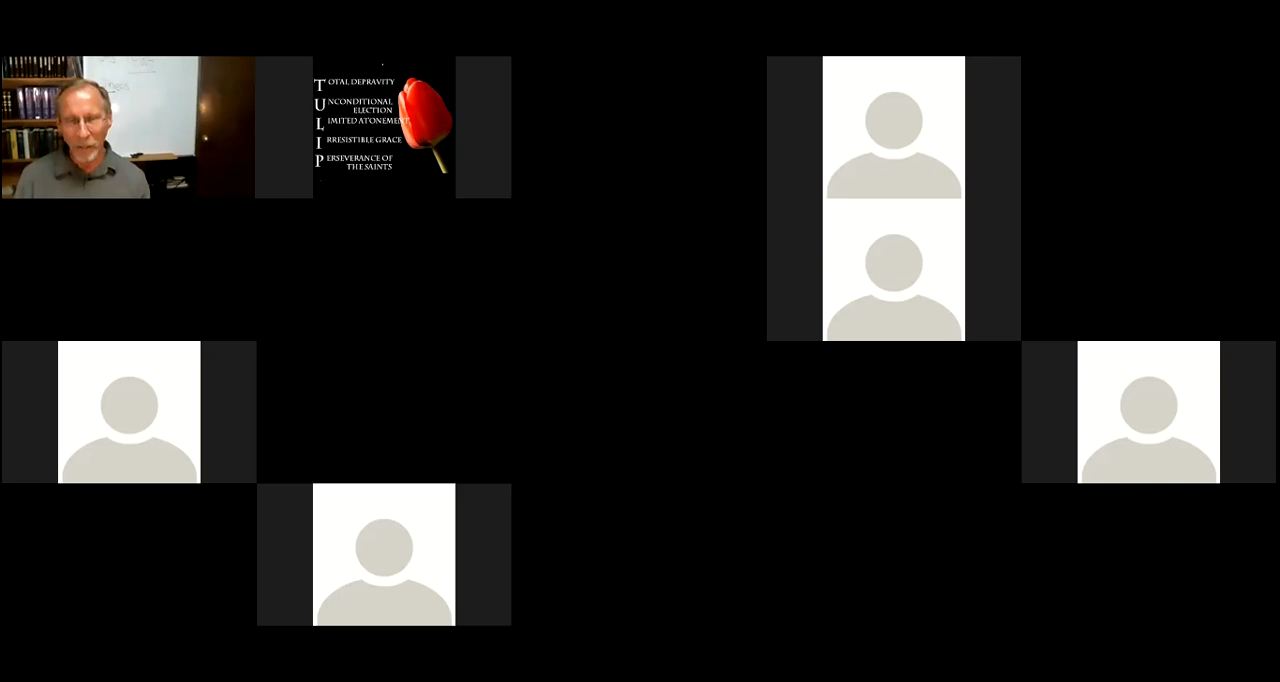 TOTAL DEPRAVITY
UNCONDITIONAL
ELECTION
LIMITED ATONEMENT
IRRESISTIBLE GRACE
PERSEVERANCE OF
THE SAINTS